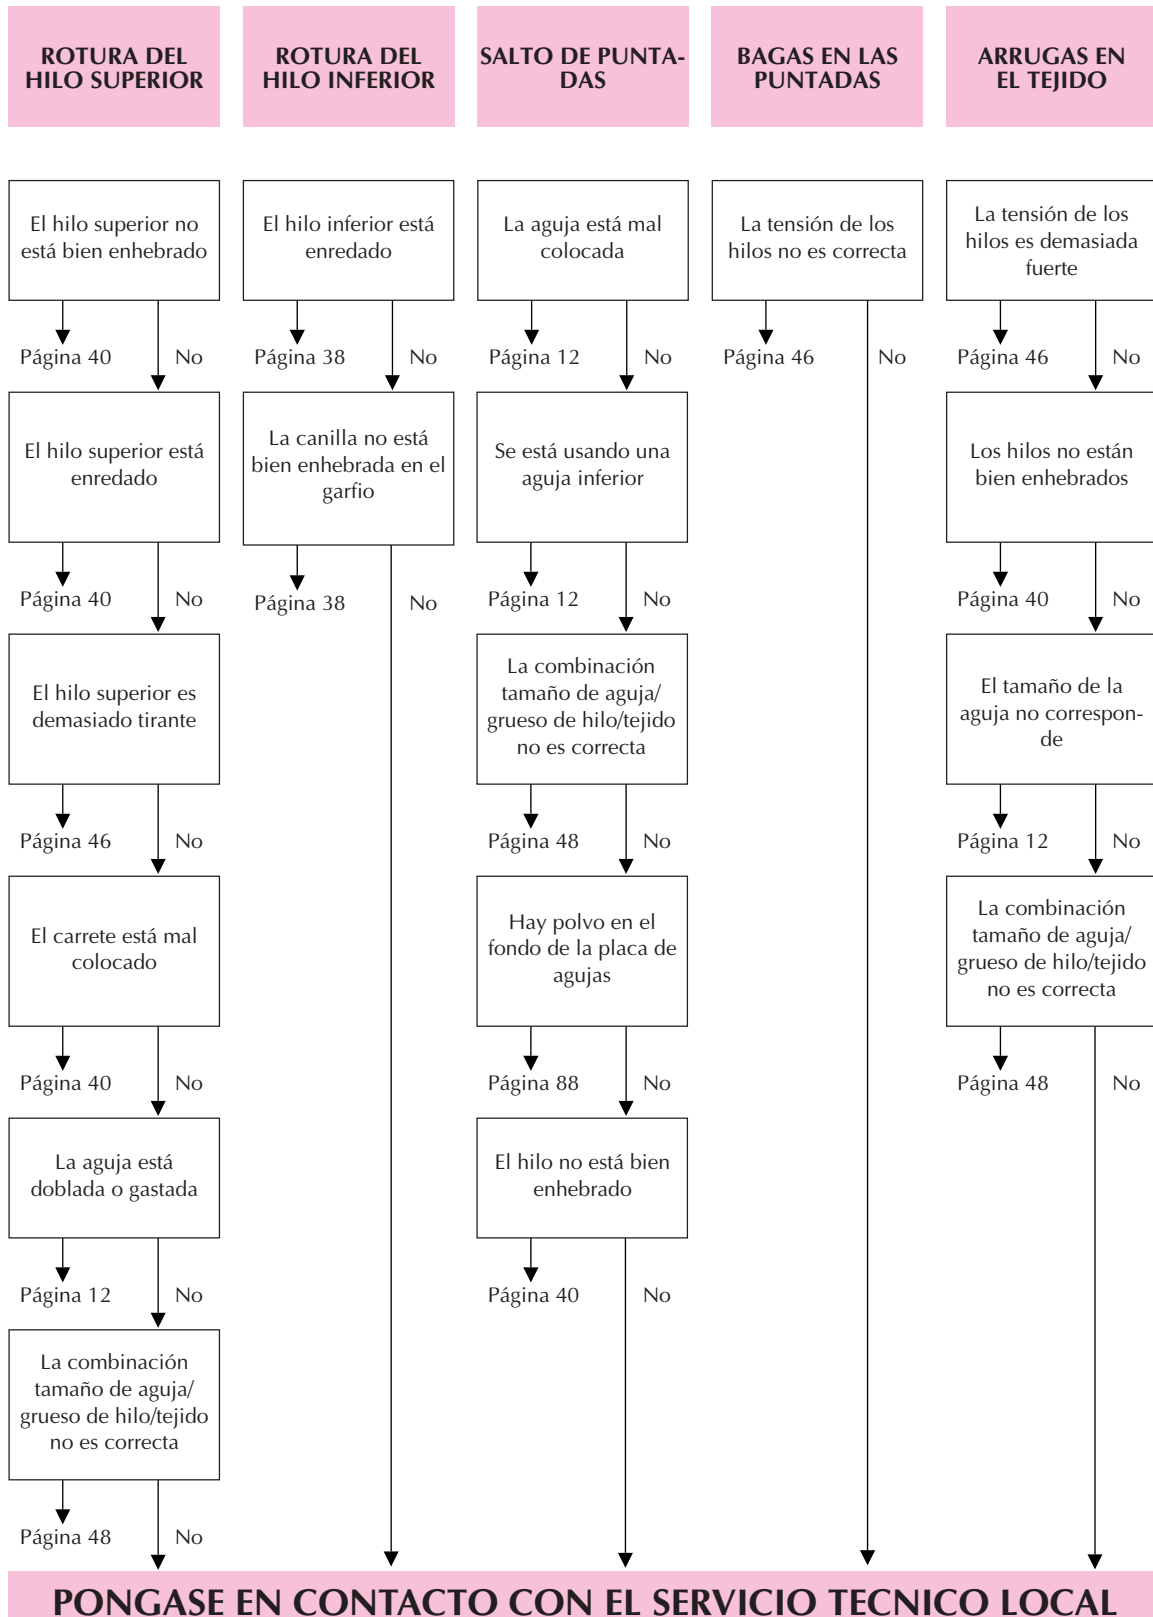 ROTURA DEL
HILO SUPERIOR
El hilo superior no
está bien enhebrado
Página 40
No
El hilo superior está
enredado
Página 40
No
El hilo superior es
demasiado tirante
Página 46
No
El carrete está mal
colocado
Página 40
No
La aguja está
doblada o gastada
Página 12
No
La combinación
tamaño de aguja/
grueso de hilo/tejido
no es correcta
Página 48
No
ROTURA DEL
HILO INFERIOR
El hilo inferior está
enredado
Página 38
No
La canilla no está
bien enhebrada en el
garfio
Página 38
No
SALTO DE PUNTA-
DAS
La aguja está mal
colocada
Página 12
No
Se está usando una
aguja inferior
Página 12
No
La combinación
tamaño de aguja/
grueso de hilo/tejido
no es correcta
Página 48
No
Hay polvo en el
fondo de la placa de
agujas
Página 88
No
El hilo no está bien
enhebrado
Página 40
No
BAGAS EN LAS
PUNTADAS
La tensión de los
hilos no es correcta
Página 46
No
ARRUGAS EN
EL TEJIDO
La tensión de los
hilos es demasiada
fuerte
Página 46
No
Los hilos no están
bien enhebrados
Página 40
No
El tamaño de la
aguja no correspon-
de
Página 12
No
La combinación
tamaño de aguja/
grueso de hilo/tejido
no es correcta
Página 48
No
PONGASE EN CONTACTO CON EL SERVICIO TECNICO LOCAL